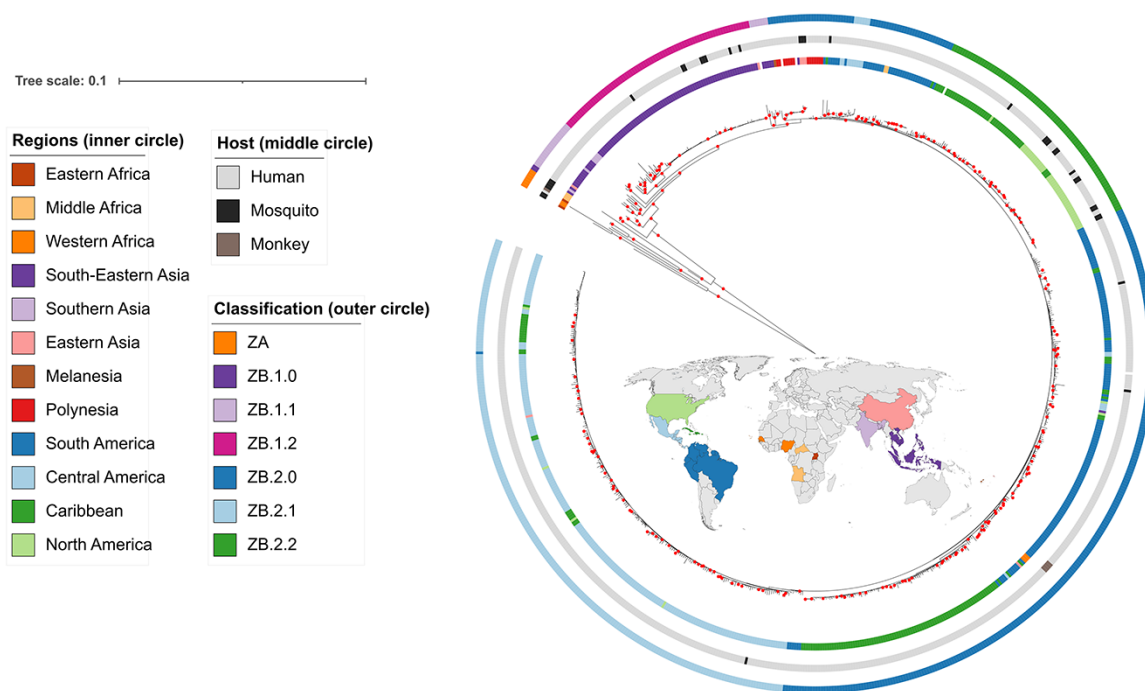 Tree scale: 0.1
Regions (inner circle)
Eastern Africa
Middle Africa
Western Africa
South-Eastern Asia
Southern Asia
Eastern Asia
Melanesia
Polynesia
South America
Central America
Caribbean
North America
Host (middle circle)
Human
Mosquito
Monkey
Classification (outer circle)
ZA
ZB.1.0
ZB.1.1
ZB.1.2
ZB.2.0
ZB.2.1
ZB.2.2